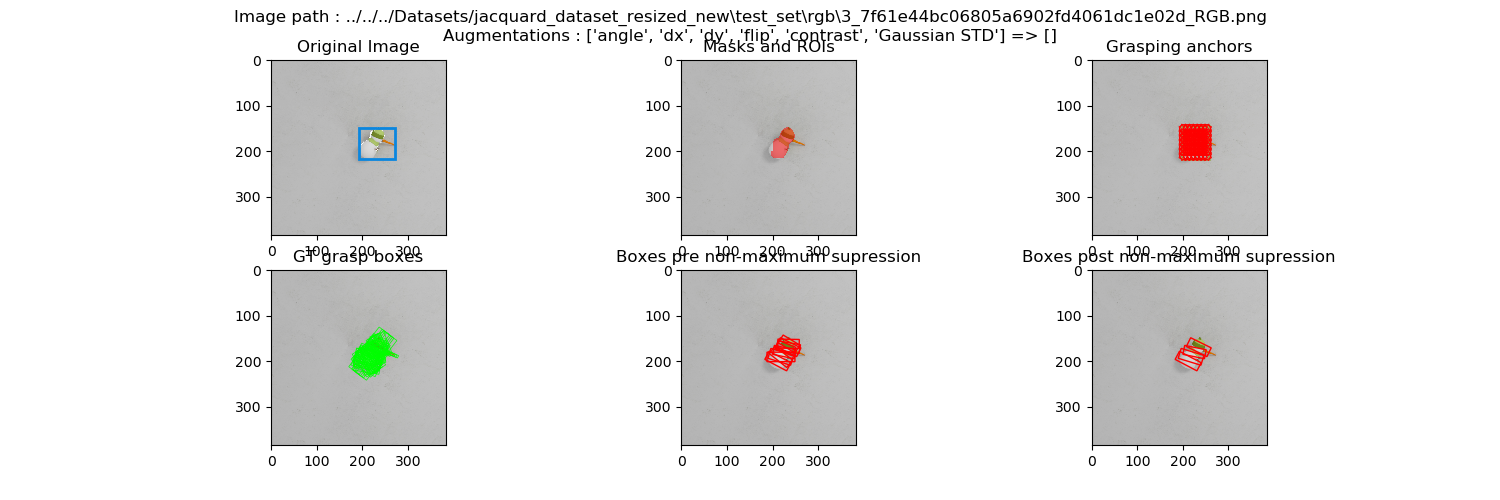 Image path : ../../../Datasets/jacquard_dataset_resized_new\test_set\rgb\3_7f61e44bc06805a6902fd4061dc1e02d_RGB.png
Augmentations : ['angle', 'dx', 'dy', 'flip', 'contrast', 'Gaussian STD'] => []
Original Image
Masks and ROIs
Grasping anchors
0
100
200
300
0 100 200 300
0
100
200
300
0 100 200 300
0
100
200
300
0 100 200 300
GT grasp boxes
Boxes pre non-maximum supression
Boxes post non-maximum supression
0
100
200
300
0 100 200 300
0
100
200
300
0 100 200 300
0
100
200
300
0 100 200 300